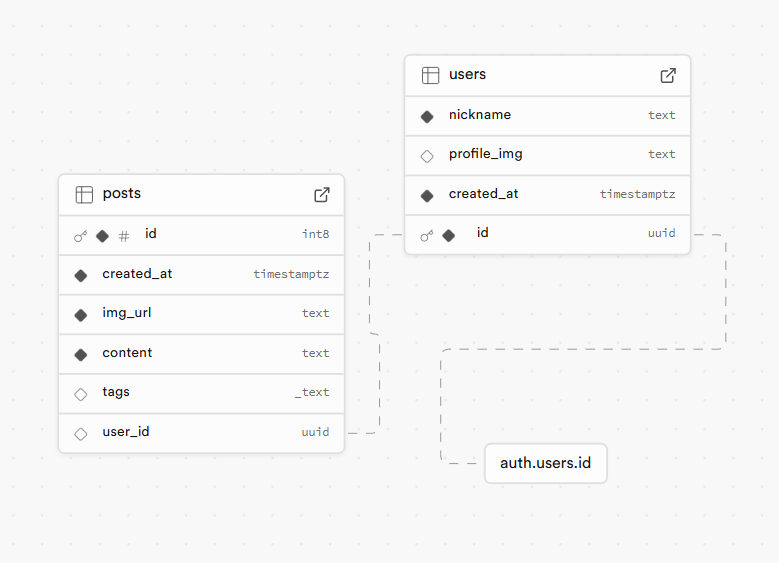 users
nickname text
profile_img text
created_at timestamptz
id uuid
posts
# id int8
created_at timestamptz
img_url text
content text
tags _text
user_id uuid
auth.users.id